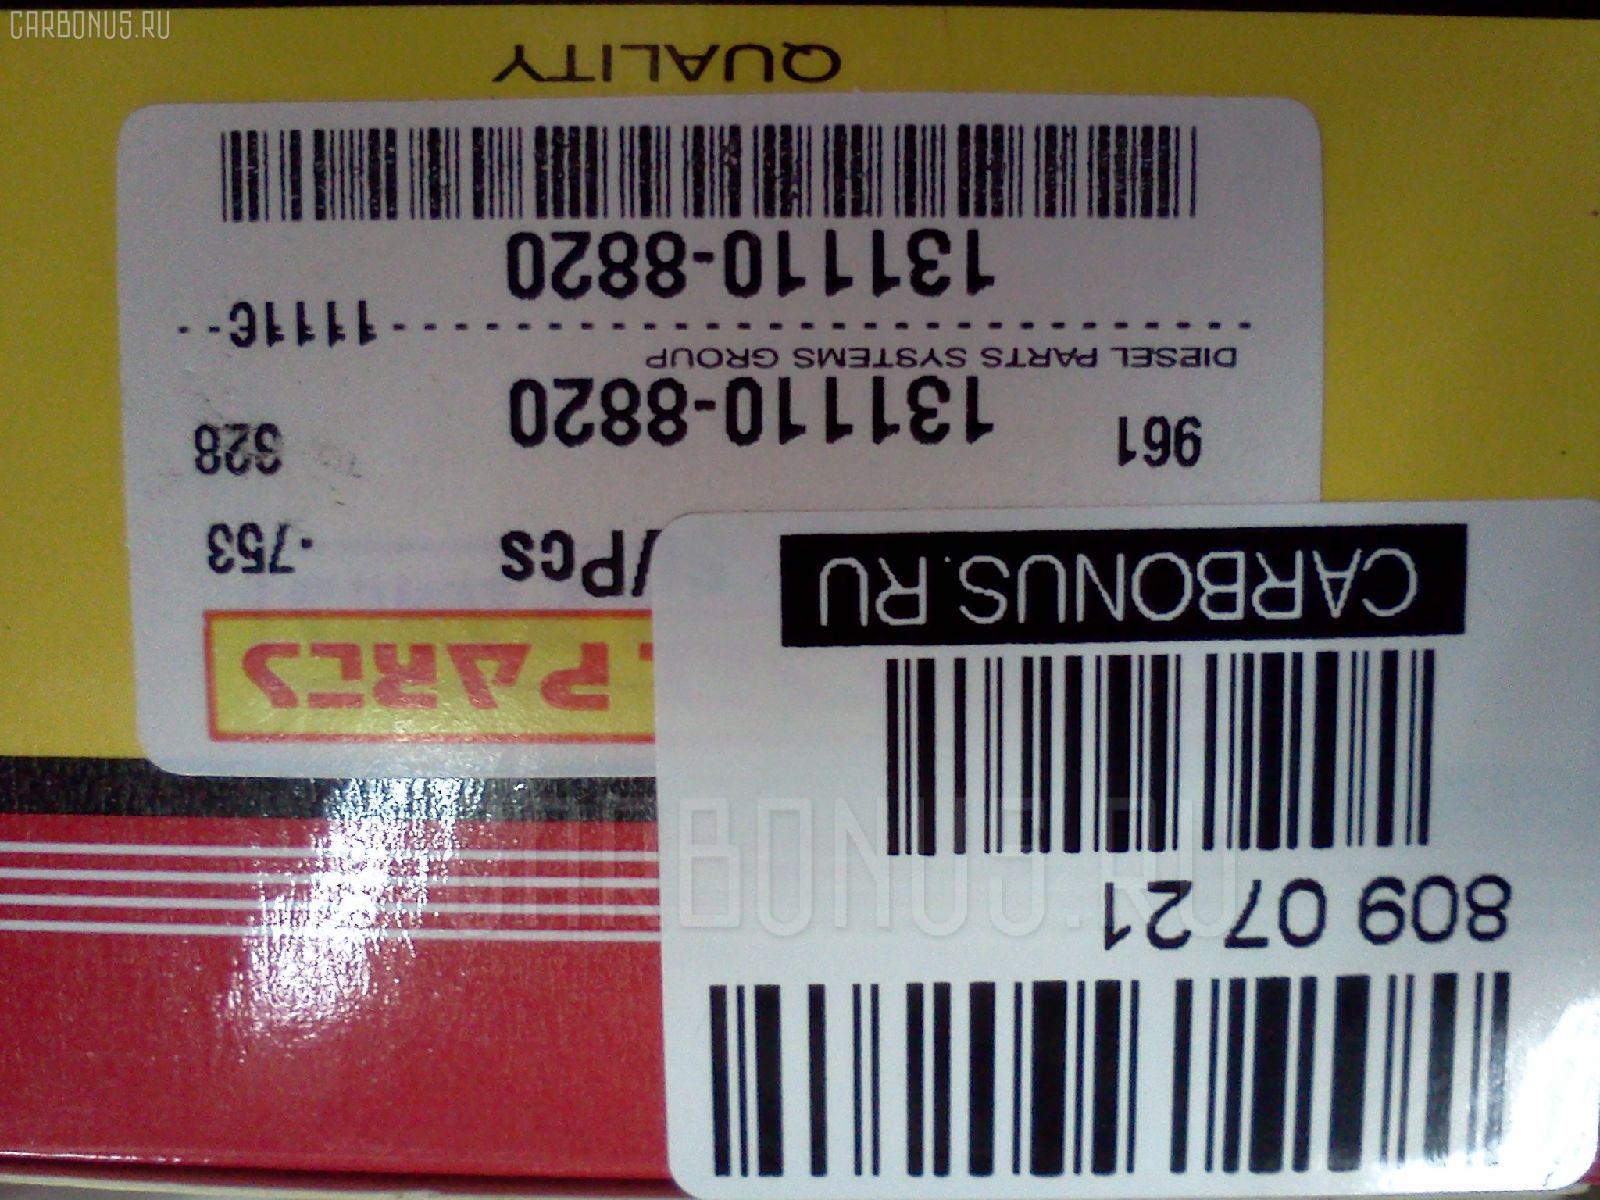 CARBONUS.RU
809 07 21
CARBONUS.RU
PARTS
/Pcs .753
961 131110-8820 328
DIESEL PARTS SYSTEMS GROUP
1111C
131110-8820
QUALITY
CARBONUS.RU